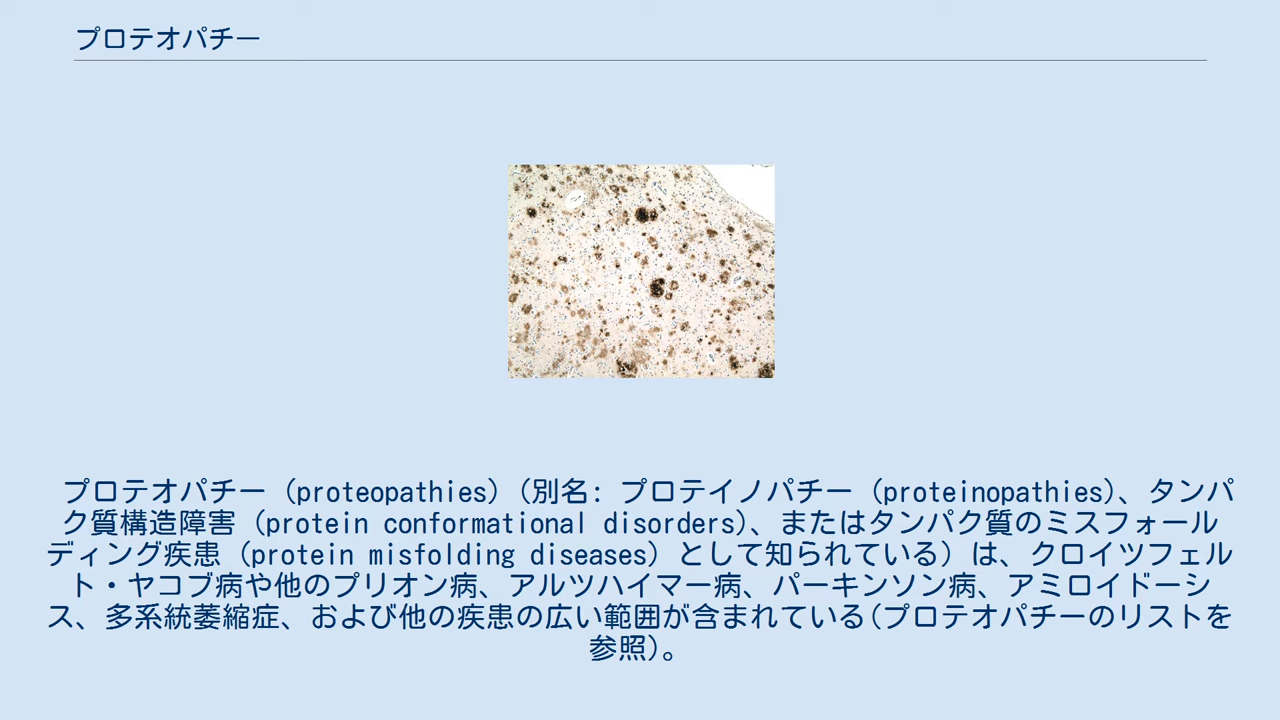 プロテオパチー
プロテオパチー (proteopathies) (別名: プロテイノパチー (proteinopathies)、タンパ
ク質構造障害 (protein conformational disorders)、またはタンパク質のミスフォール
ディング疾患 (protein misfolding diseases) として知られている) は、クロイツフェル
ト・ヤコブ病や他のプリオン病、アルツハイマー病、パーキンソン病、アミロイドーシ
ス、多系統萎縮症、および他の疾患の広い範囲が含まれている(プロテオパチーのリストを
参照)。